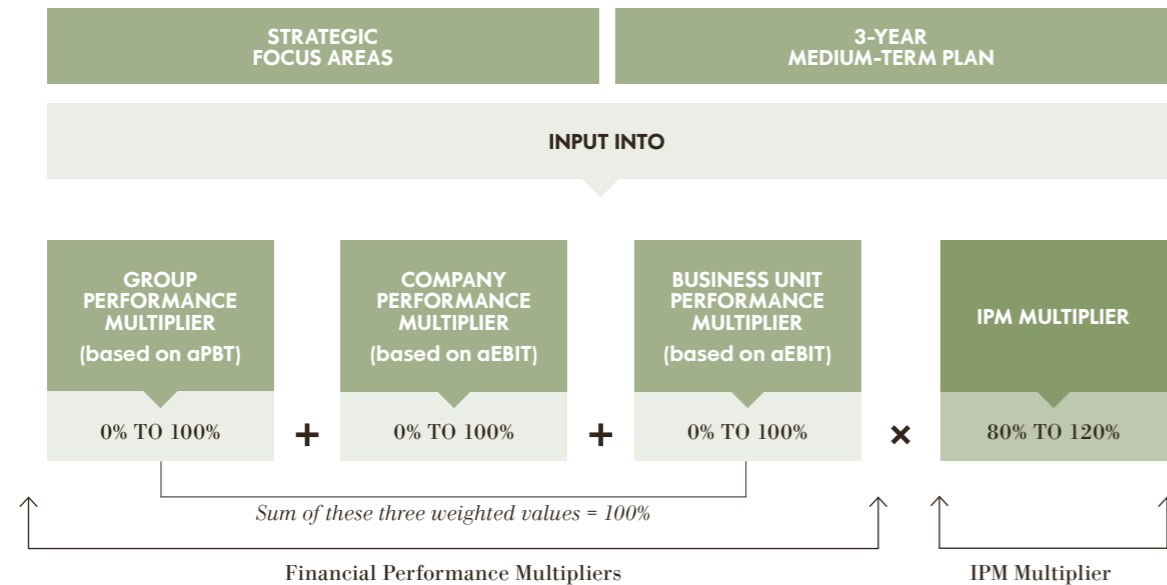 STRATEGIC
FOCUS AREAS
3-YEAR
MEDIUM-TERM PLAN
INPUT INTO
GROUP
PERFORMANCE
MULTIPLIER
(based on aPBT)
0% TO 100%
+
COMPANY
PERFORMANCE
MULTIPLIER
(based on aEBIT)
0% TO 100%
+
BUSINESS UNIT
PERFORMANCE
MULTIPLIER
(based on aEBIT)
0% TO 100%
×
IPM MULTIPLIER
80% TO 120%
Sum of these three weighted values = 100%
Financial Performance Multipliers
IPM Multiplier